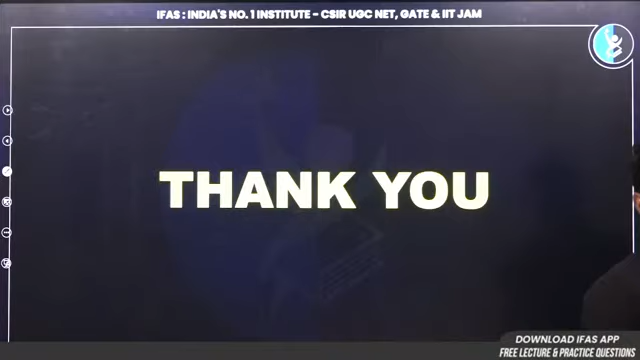 IFAS : INDIA'S NO. 1 INSTITUTE - CSIR UGC NET, GATE & IIT JAM
THANK YOU
DOWNLOAD IFAS APP
FREE LECTURE & PRACTICE QUESTIONS